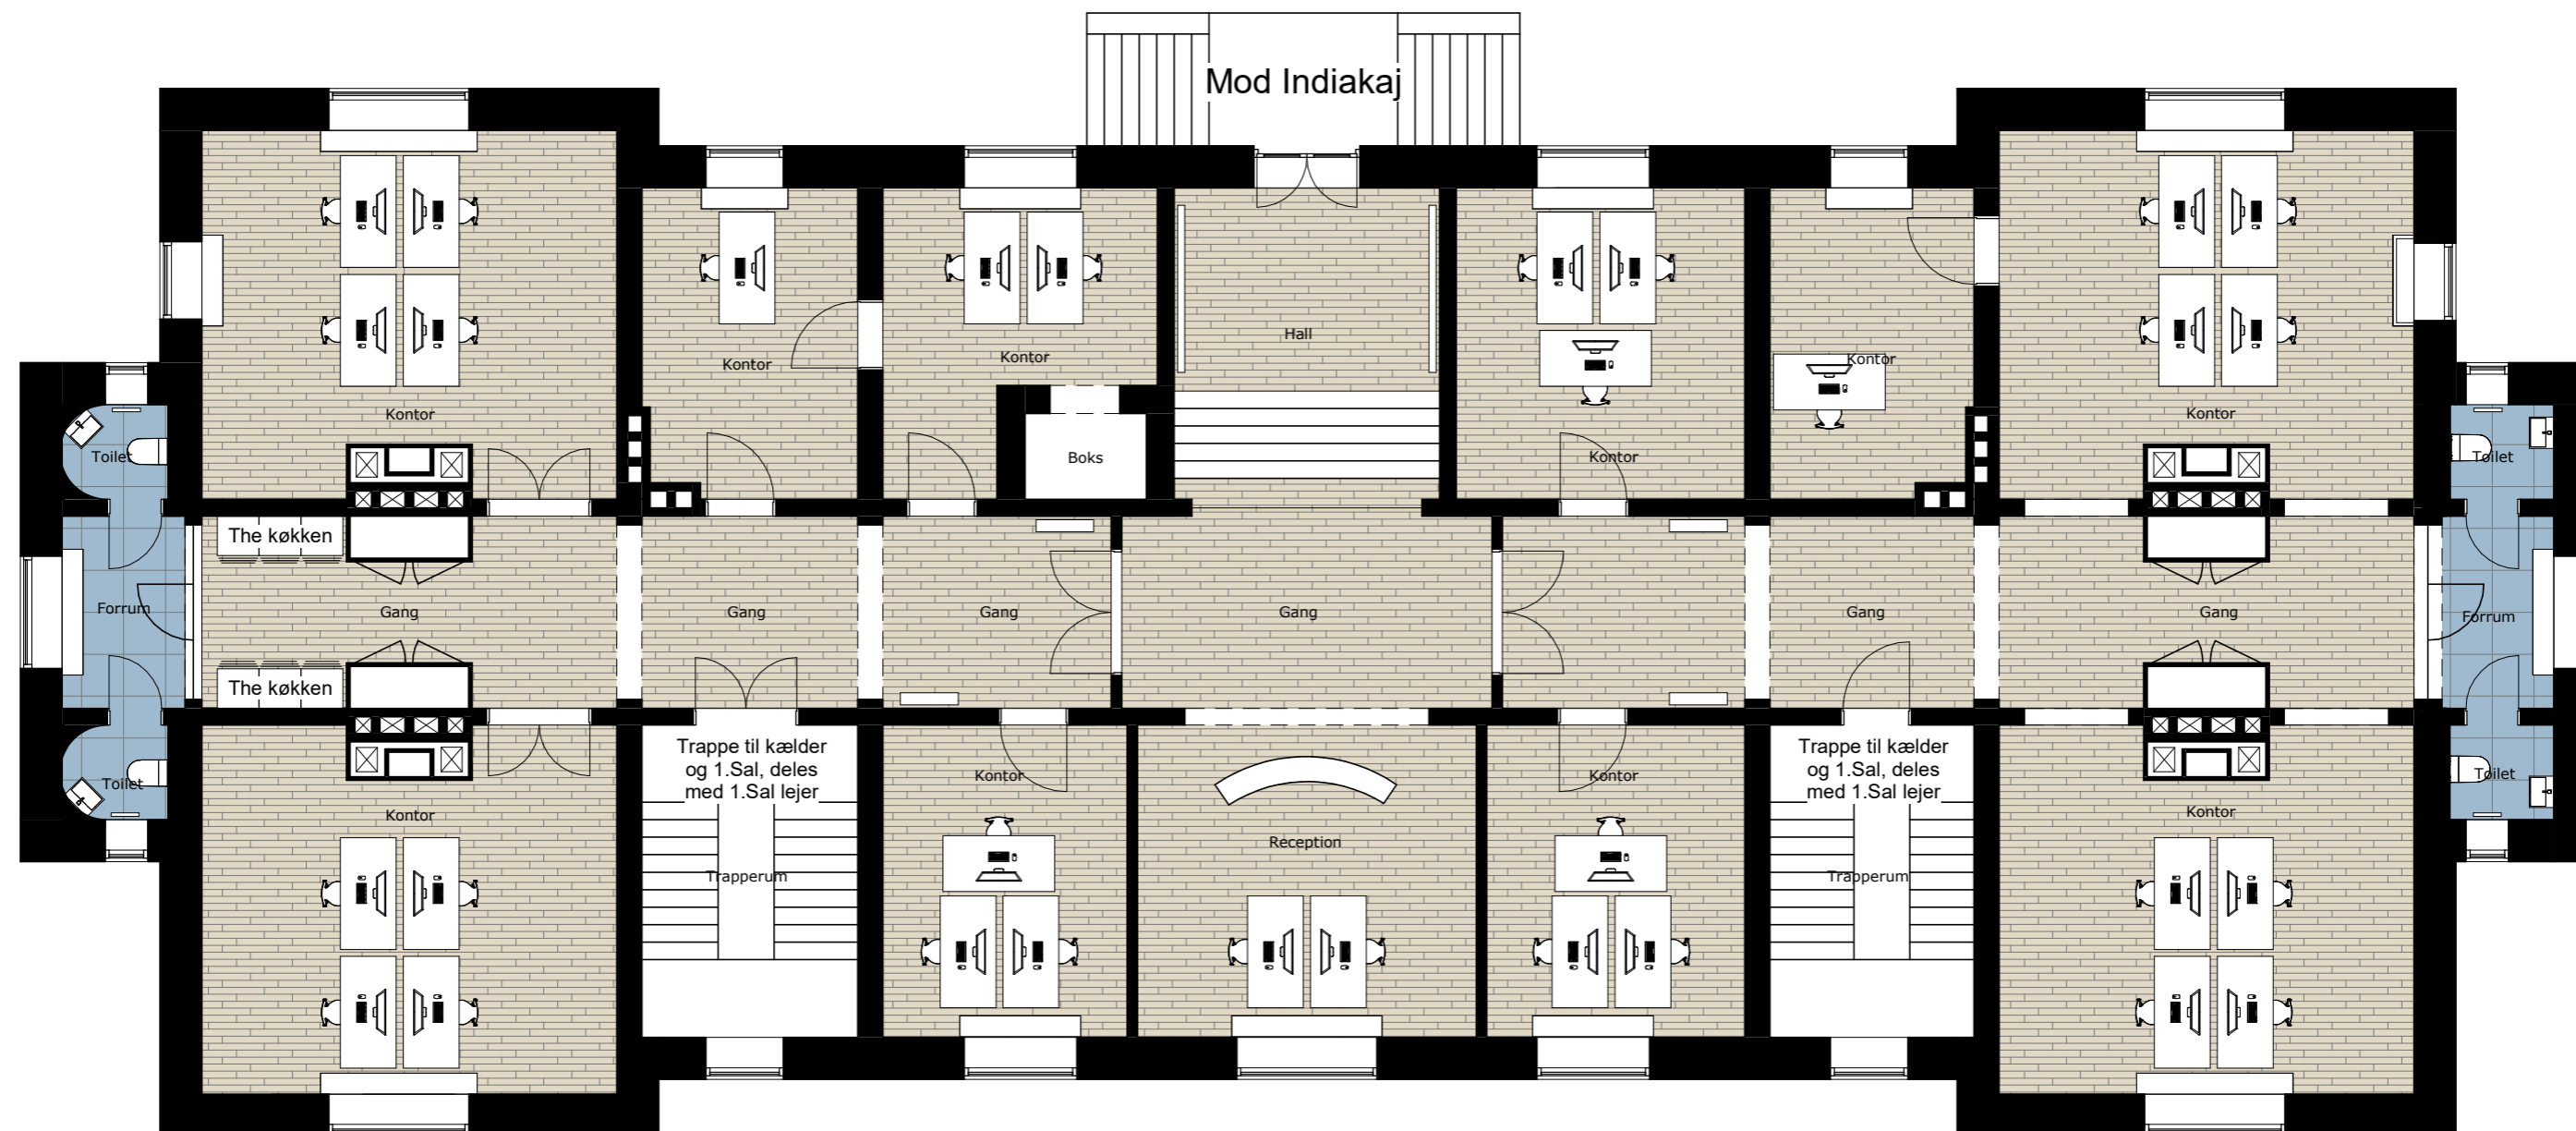 Mod Indiakaj
Hall
Kontor
Kontor
Kontor
Kontor
Kontor
Kontor
Toilet
Boks
Kontor
Toilet
The køkken
Forrum
Gang
Gang
Gang
Gang
Gang
Gang
Forrum
The køkken
Trappe til kælder
og 1.Sal, deles
med 1.Sal lejer
Trappe til kælder
og 1.Sal, deles
med 1.Sal lejer
Toilet
Kontor
Kontor
Toilet
Kontor
Reception
Kontor
Trapperum
Trapperum